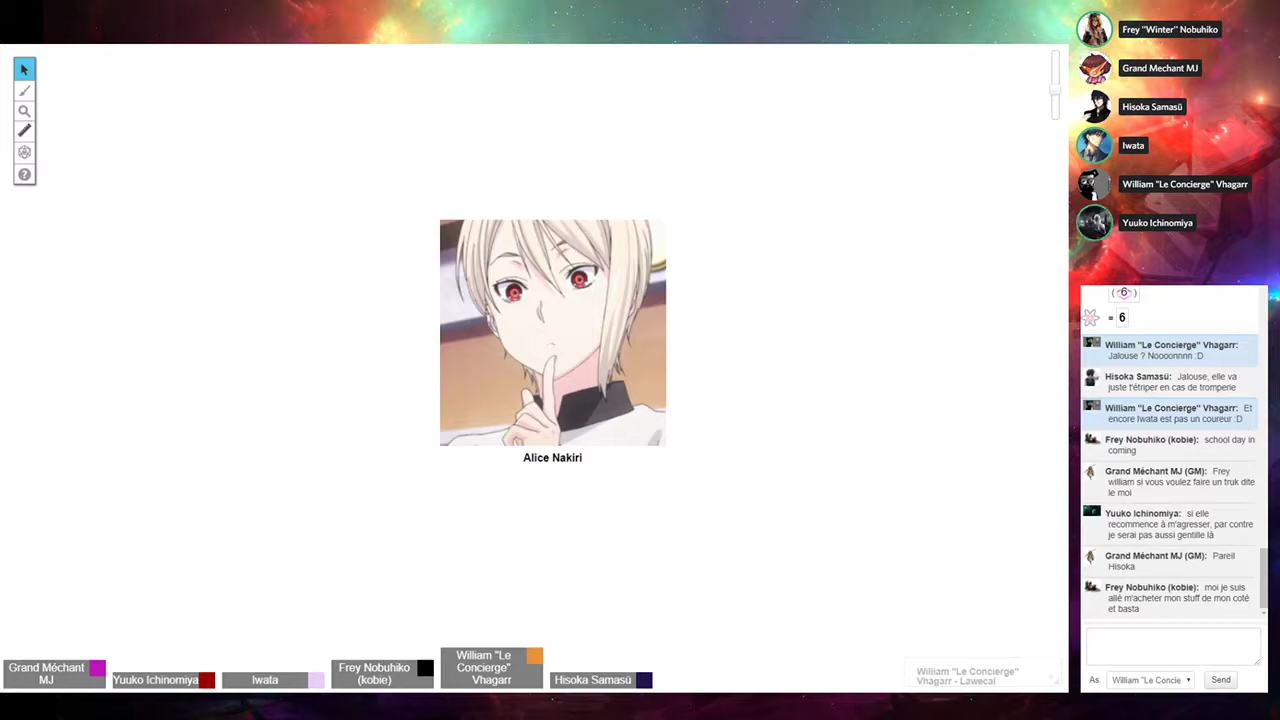 Frey "Winter" Nobuhiko
Grand Mechant MJ
Hisoka Samasū
Iwata
William "Le Concierge" Vhagarr
Yuuko Ichinomiya
Alice Nakiri
(6)
= 6
William "Le Concierge" Vhagarr:
Jalouse ? Noooonnnn :D
Hisoka Samasū: Jalouse, elle va
juste t'étriper en cas de tromperie
William "Le Concierge" Vhagarr: Et
encore Iwata est pas un coureur :D
Frey Nobuhiko (kobie): school day in
coming
Grand Méchant MJ (GM): Frey
william si vous voulez faire un truk dite
le moi
Yuuko Ichinomiya: si elle
recommence à m'agresser, par contre
je serai pas aussi gentille là
Grand Méchant MJ (GM): Pareil
Hisoka
Frey Nobuhiko (kobie): moi je suis
allé m'acheter mon stuff de mon coté
et basta
As: William "Le Concie
Send
Grand Méchant
MJ
Yuuko Ichinomiya
Iwata
Frey Nobuhiko
(kobie)
William "Le
Concierge"
Vhagarr
Hisoka Samasū
William "Le Concierge"
Vhagarr - Lawecal